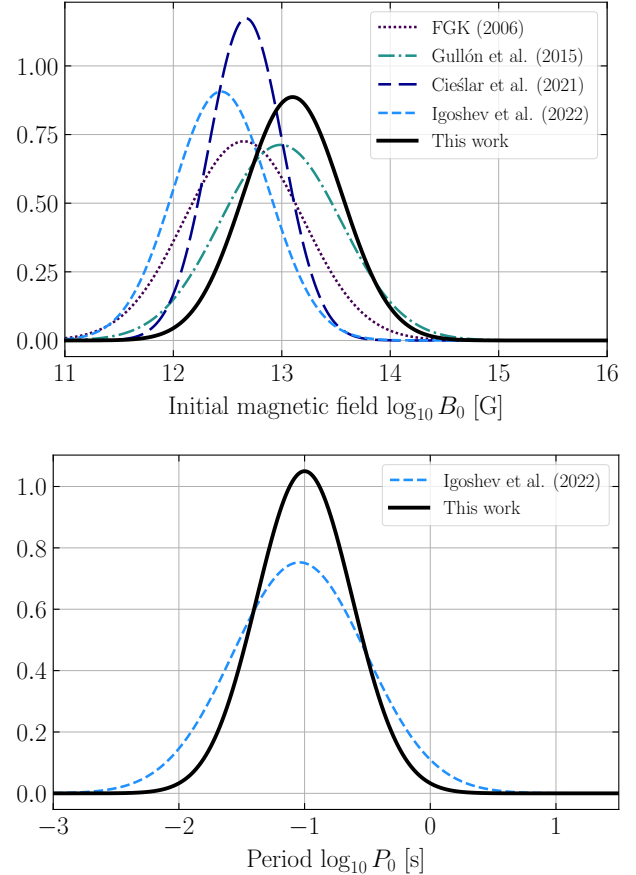 1.00
0.75
0.50
0.25
0.00
FGK (2006)
Gullón et al. (2015)
Cieślar et al. (2021)
Igoshev et al. (2022)
This work
11 12 13 14 15 16
Initial magnetic field log₁₀ B₀ [G]
1.0
0.8
0.6
0.4
0.2
0.0
Igoshev et al. (2022)
This work
−3 −2 −1 0 1
Period log₁₀ P₀ [s]